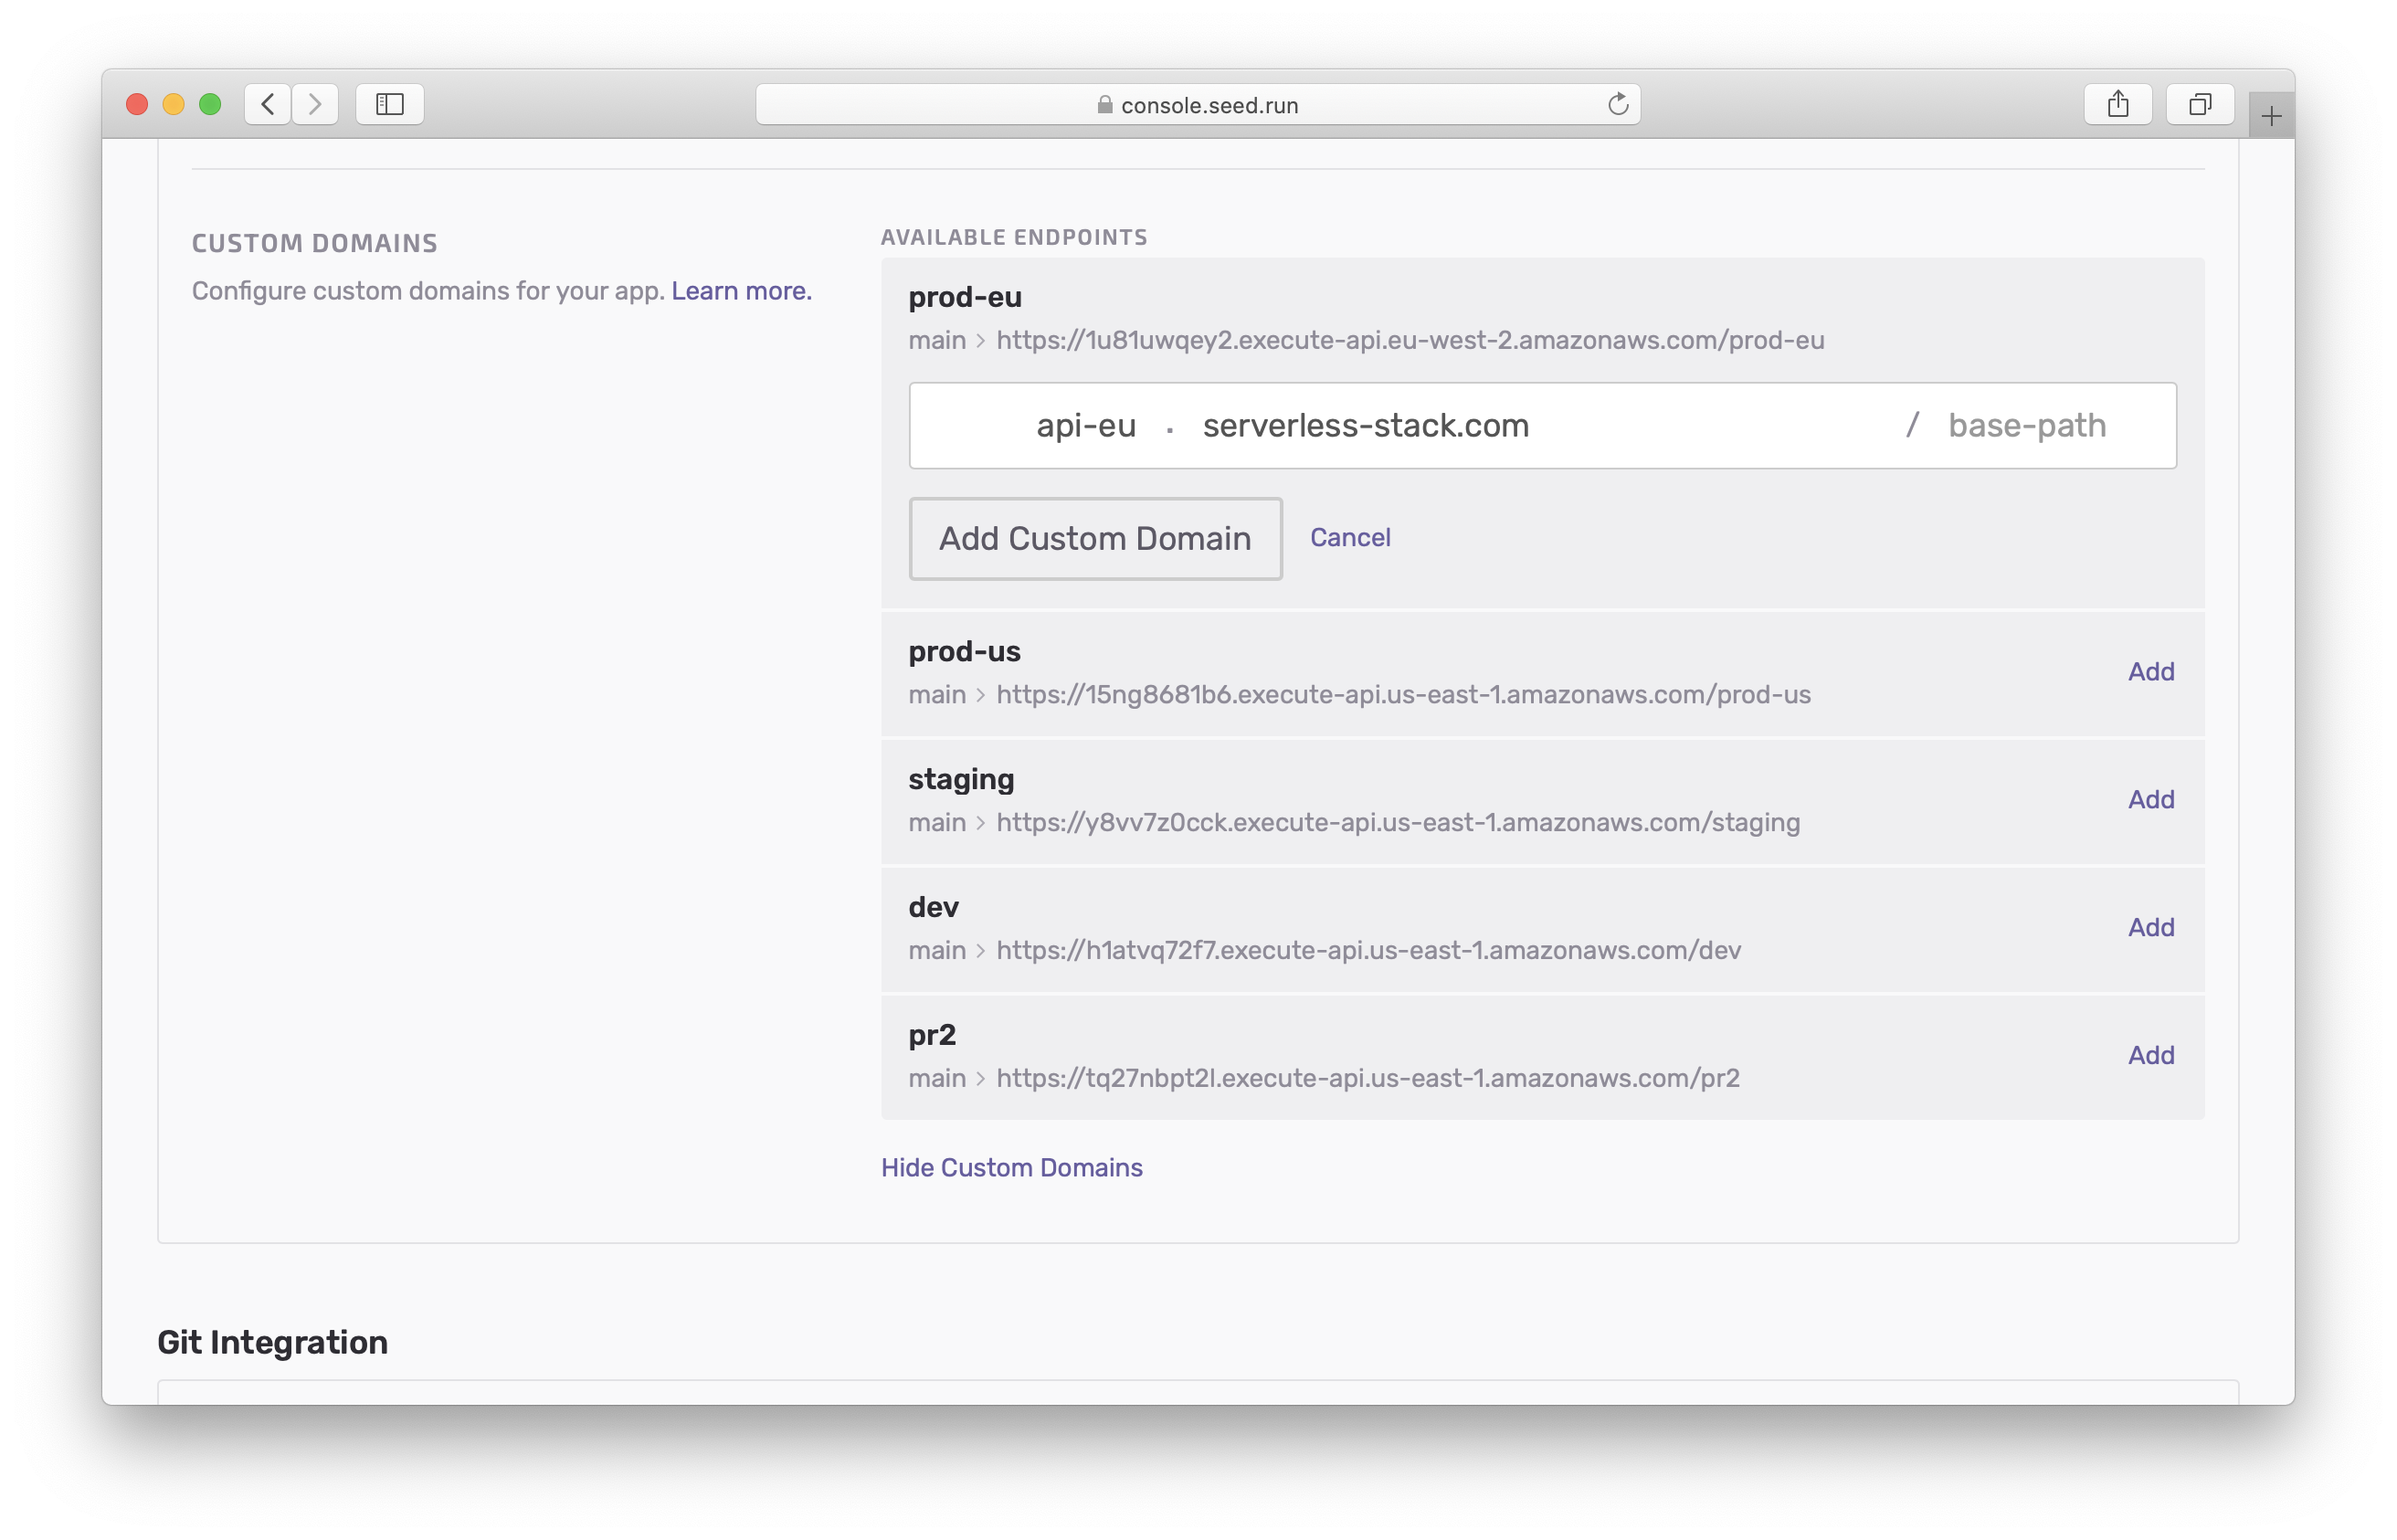 console.seed.run
CUSTOM DOMAINS
Configure custom domains for your app. Learn more.
AVAILABLE ENDPOINTS
prod-eu
main > https://1u81uwqey2.execute-api.eu-west-2.amazonaws.com/prod-eu
api-eu . serverless-stack.com / base-path
Add Custom Domain Cancel
prod-us
main > https://15ng8681b6.execute-api.us-east-1.amazonaws.com/prod-us
Add
staging
main > https://y8vv7z0cck.execute-api.us-east-1.amazonaws.com/staging
Add
dev
main > https://h1atvq72f7.execute-api.us-east-1.amazonaws.com/dev
Add
pr2
main > https://tq27nbpt2l.execute-api.us-east-1.amazonaws.com/pr2
Add
Hide Custom Domains
Git Integration